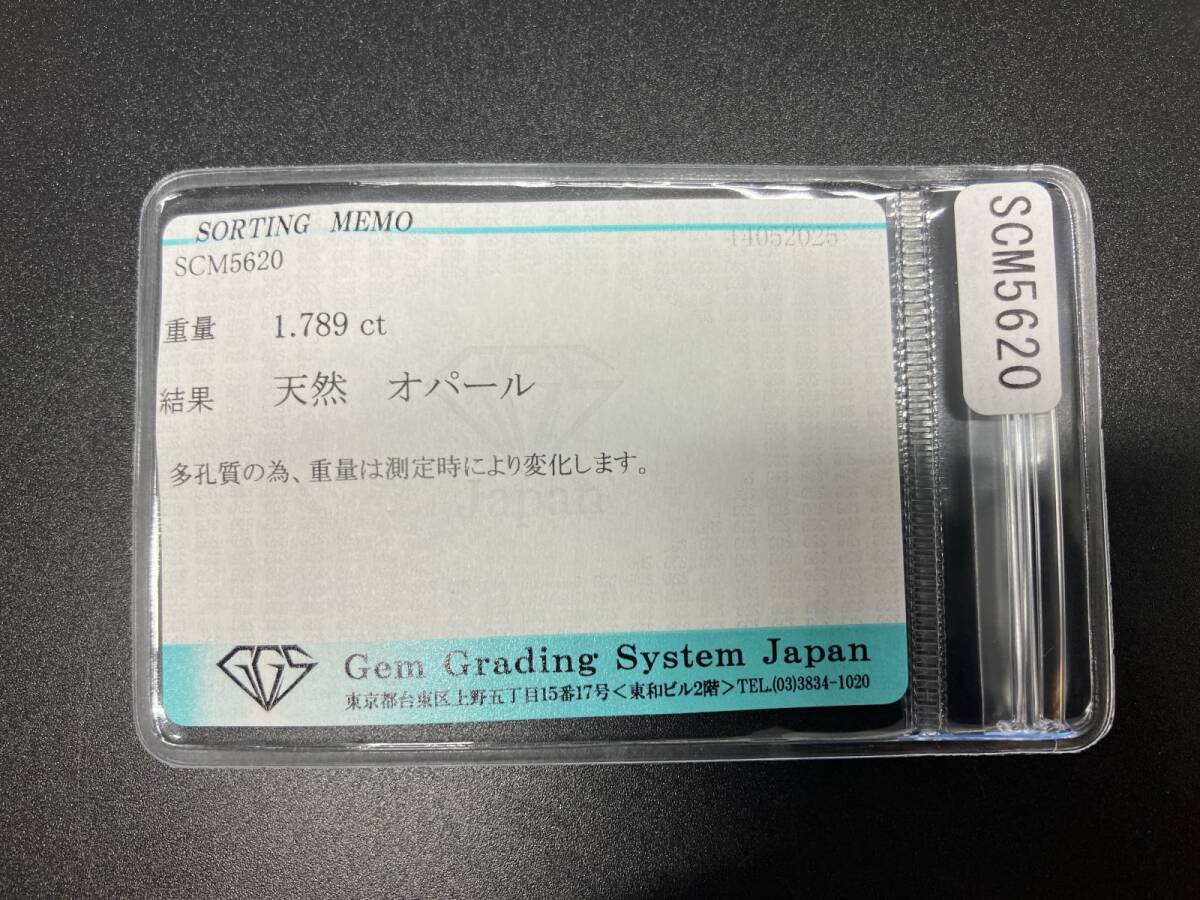 SORTING MEMO
14052025
SCM5620
重量 1.789 ct
結果 天然 オパール
多孔質の為、重量は測定時により変化します。
Japan
GGS Gem Grading System Japan
東京都台東区上野五丁目15番17号<東和ビル2階>TEL.(03)3834-1020
SCM5620